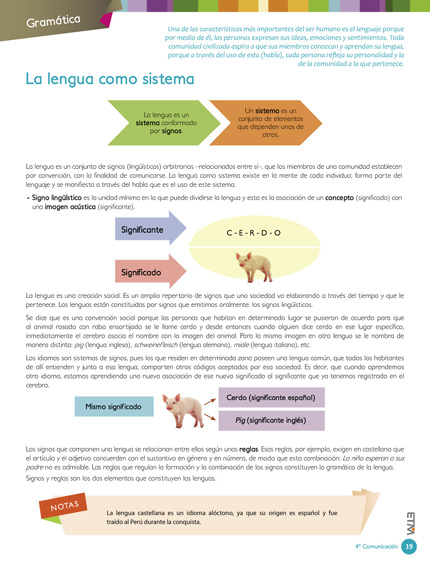 Gramática
Una de las características más importantes del ser humano es el lenguaje porque
por medio de él, las personas expresan sus ideas, emociones y sentimientos. Toda
comunidad civilizada aspira a que sus miembros conozcan y aprendan su lengua,
porque a través del uso de esta (habla), cada persona refleja su personalidad y la
de la comunidad a la que pertenece.
La lengua como sistema
La lengua es un
sistema conformado
por signos.
Un sistema es un
conjunto de elementos
que dependen unos de
otros.
La lengua es un conjunto de signos (lingüísticos) arbitrarios –relacionados entre sí–, que los miembros de una comunidad establecen
por convención, con la finalidad de comunicarse. La lengua como sistema existe en la mente de cada individuo; forma parte del
lenguaje y se manifiesta a través del habla que es el uso de este sistema.
- Signo lingüístico es la unidad mínima en la que puede dividirse la lengua y esta es la asociación de un concepto (significado) con
una imagen acústica (significante).
Significante
C - E - R - D - O
Significado
La lengua es una creación social. Es un amplio repertorio de signos que una sociedad va elaborando a través del tiempo y que le
pertenece. Las lenguas están constituidas por signos que emitimos oralmente: los signos lingüísticos.
Se dice que es una convención social porque las personas que habitan en determinado lugar se pusieron de acuerdo para que
al animal rosado con rabo ensortijado se le llame cerdo y desde entonces cuando alguien dice cerdo en ese lugar específico,
inmediatamente el cerebro asocia el nombre con la imagen del animal. Para la misma imagen en otra lengua se le nombra de
manera distinta: pig (lengua inglesa), schweinefleisch (lengua alemana), maiale (lengua italiana), etc.
Los idiomas son sistemas de signos, pues los que residen en determinada zona poseen una lengua común, que todos los habitantes
de allí entienden y junto a esa lengua, comparten otros códigos aceptados por esa sociedad. Es decir, que cuando aprendemos
otro idioma, estamos aprendiendo una nueva asociación de ese nuevo significado al significante que ya tenemos registrado en el
cerebro.
Mismo significado
Cerdo (significante español)
Pig (significante inglés)
Los signos que componen una lengua se relacionan entre ellos según unas reglas. Esas reglas, por ejemplo, exigen en castellano que
el artículo y el adjetivo concuerden con el sustantivo en género y en número, de modo que esta combinación: La niño esperan a sus
padre no es admisible. Las reglas que regulan la formación y la combinación de los signos constituyen la gramática de la lengua.
Signos y reglas son los dos elementos que constituyen las lenguas.
NOTAS
La lengua castellana es un idioma alóctono, ya que su origen es español y fue
traído al Perú durante la conquista.
4° Comunicación 19